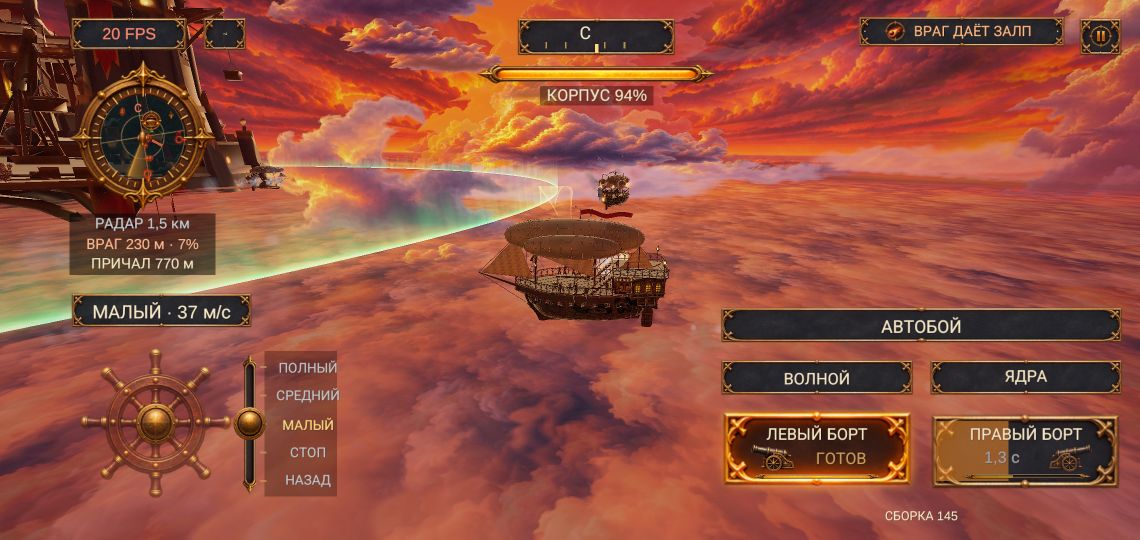 20 FPS
С
ВРАГ ДАЁТ ЗАЛП
КОРПУС 94%
С
РАДАР 1,5 км
ВРАГ 230 м · 7%
ПРИЧАЛ 770 м
МАЛЫЙ · 37 м/с
ПОЛНЫЙ
СРЕДНИЙ
МАЛЫЙ
СТОП
НАЗАД
АВТОБОЙ
ВОЛНОЙ
ЯДРА
ЛЕВЫЙ БОРТ
ГОТОВ
ПРАВЫЙ БОРТ
1,3 с
СБОРКА 145